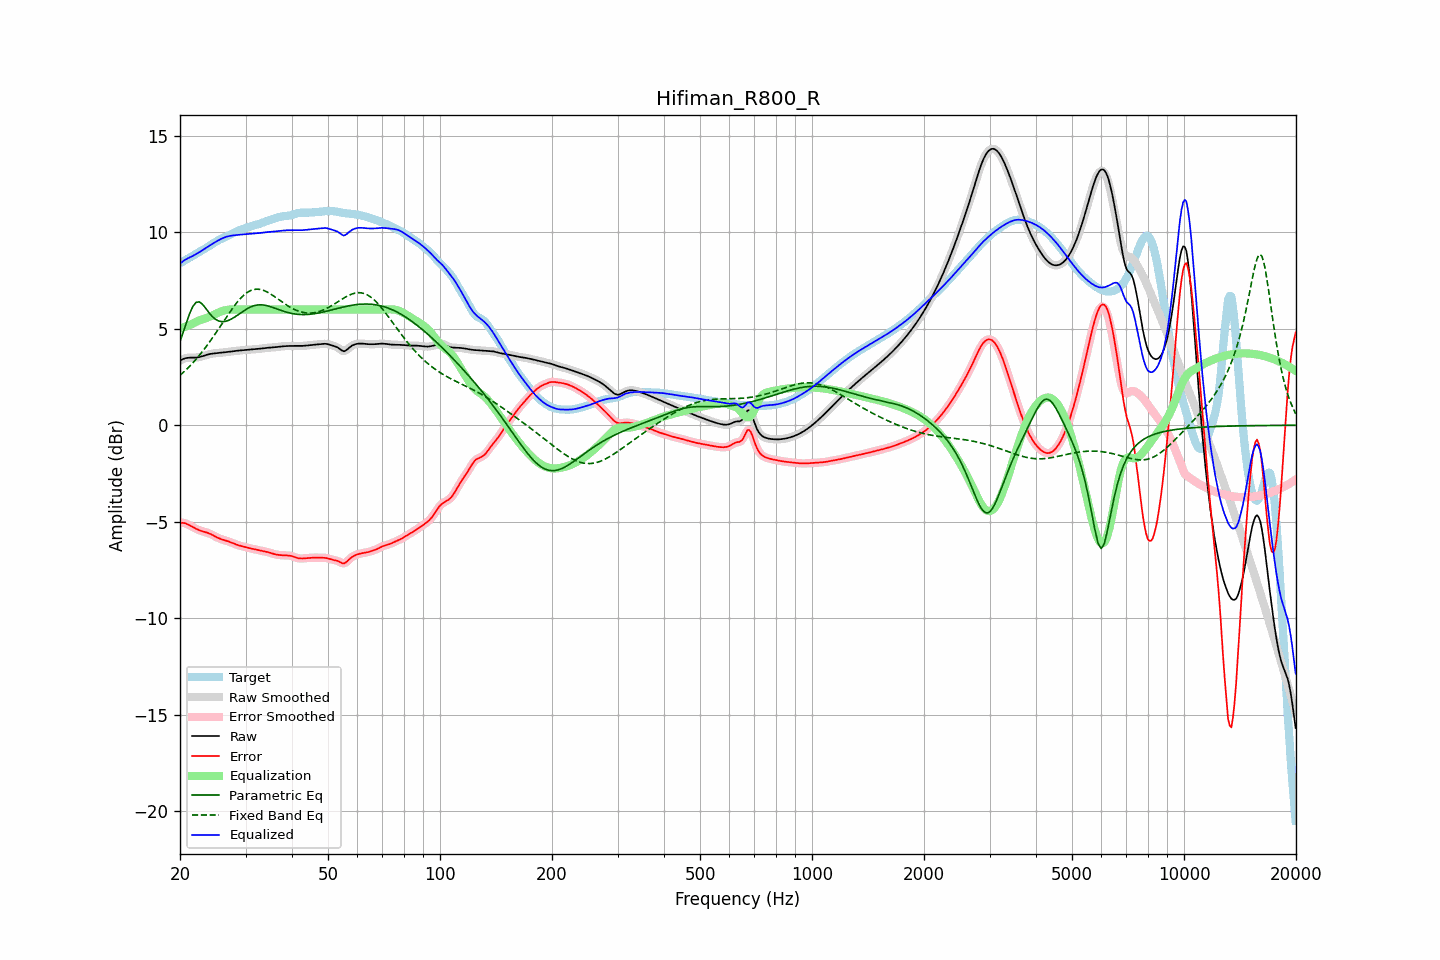 Hifiman_R800_R
15
10
5
0
−5
−10
−15
−20
Amplitude (dBr)
Target
Raw Smoothed
Error Smoothed
Raw
Error
Equalization
Parametric Eq
Fixed Band Eq
Equalized
20
50
100
200
500
1000
2000
5000
10000
20000
Frequency (Hz)